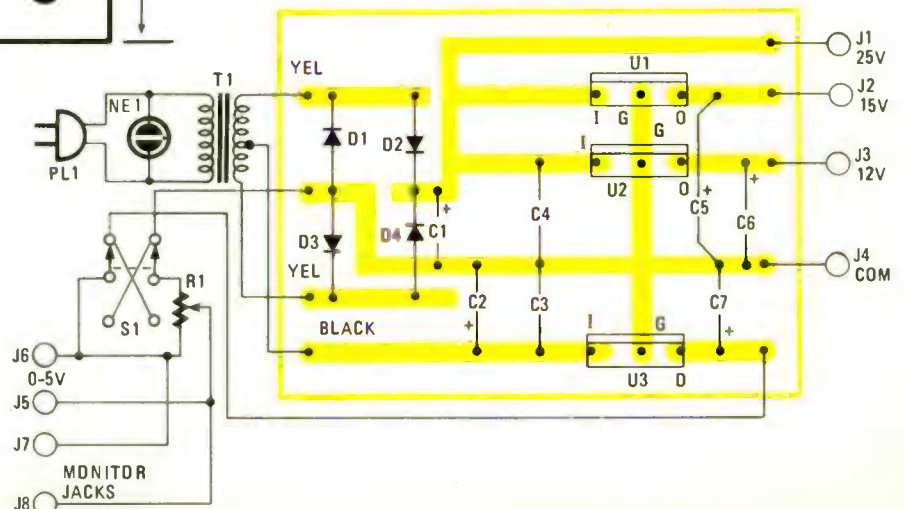 J1
25V
J2
15V
J3
12V
J4
COM
YEL
T1
NE1
PL1
D1
D2
D3
D4
C1
+
YEL
BLACK
U1
I G O
G
I
U2 O
C4
+
C5
+
C6
C2
+
C3
C7
+
I G
U3 O
S1
R1
J6
0-5V
J5
J7
MONITOR
JACKS
J8